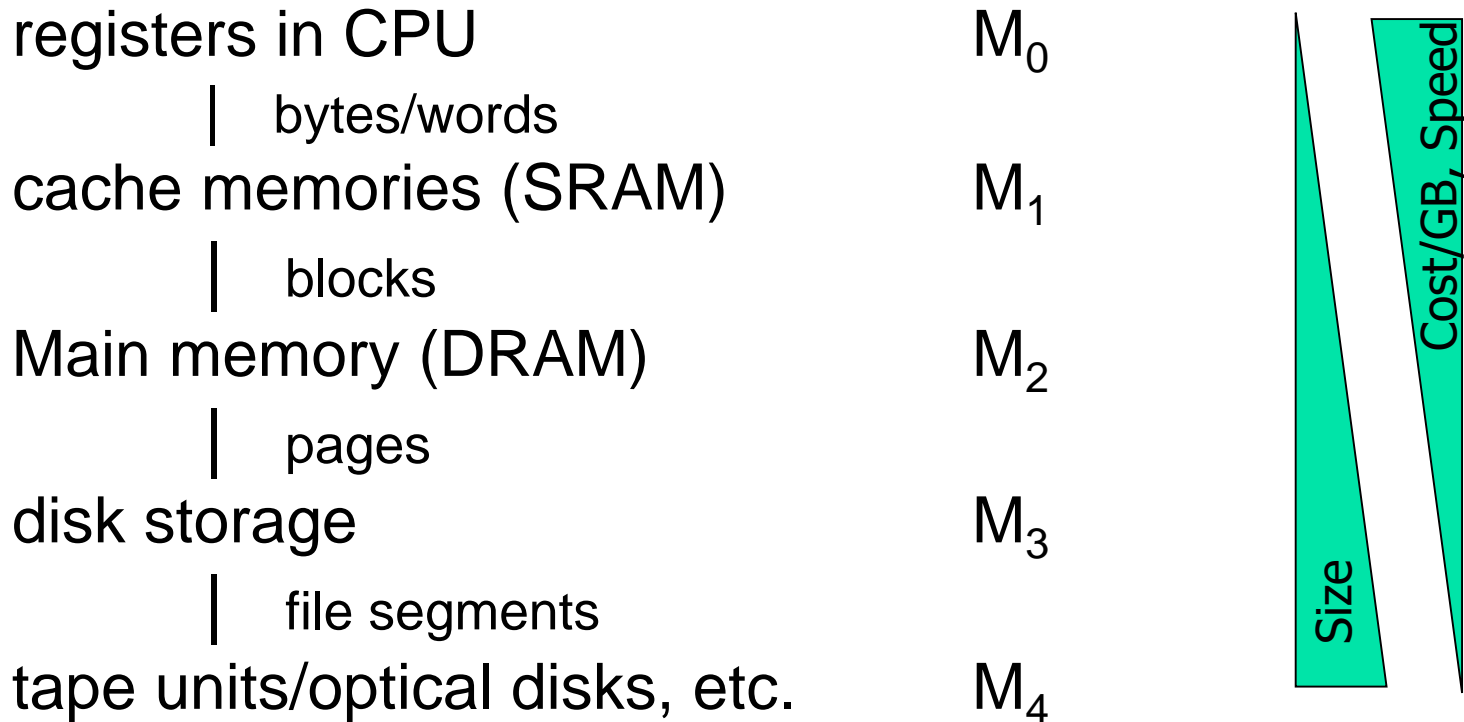 registers in CPU M₀
bytes/words
cache memories (SRAM) M₁
blocks
Main memory (DRAM) M₂
pages
disk storage M₃
file segments
tape units/optical disks, etc. M₄
Size
Cost/GB, Speed